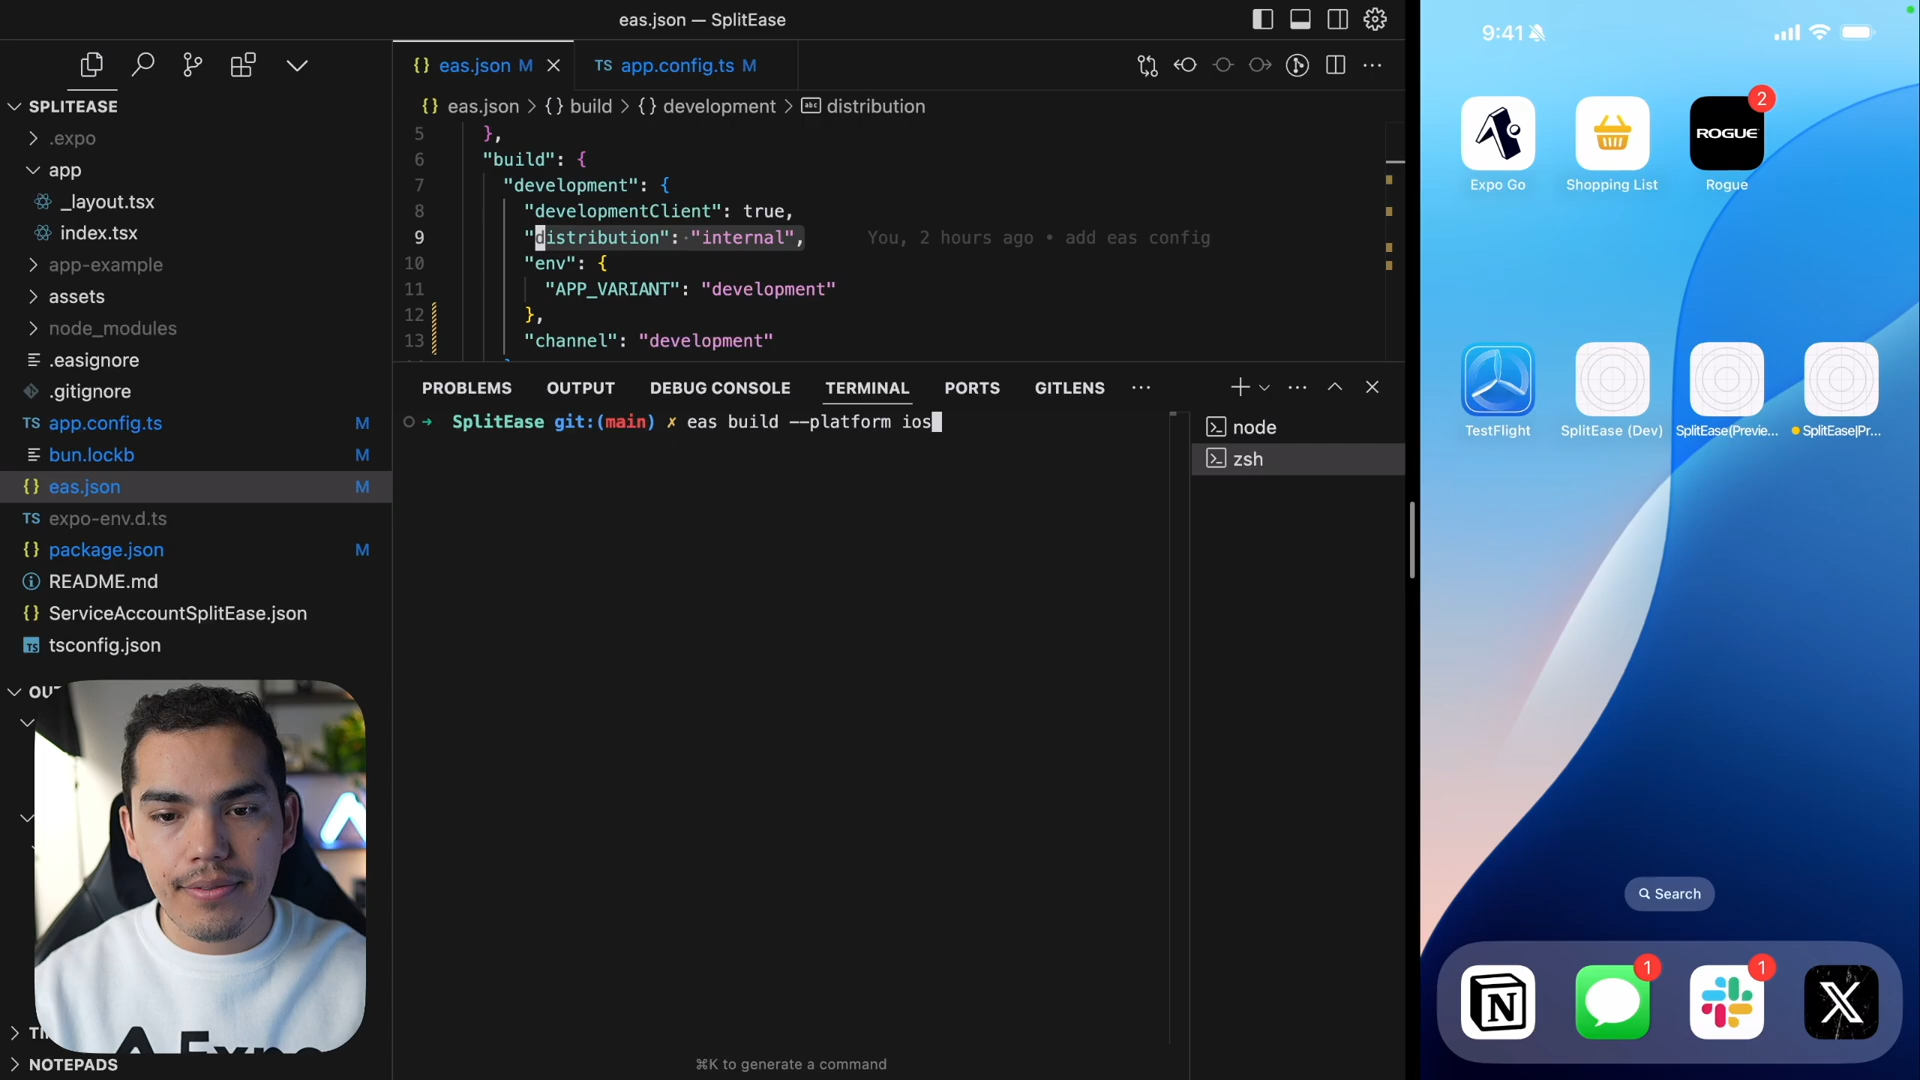 eas.json — SplitEase
SPLITEASE
.expo
app
_layout.tsx
index.tsx
app-example
assets
node_modules
.easignore
.gitignore
TS app.config.ts M
bun.lockb M
{} eas.json M
TS expo-env.d.ts
{} package.json M
README.md
{} ServiceAccountSplitEase.json
TS tsconfig.json
NOTEPADS
{} eas.json M
TS app.config.ts M
{} eas.json > {} build > {} development > abc distribution
5 },
6 "build": {
7 "development": {
8 "developmentClient": true,
9 "distribution": "internal", You, 2 hours ago • add eas config
10 "env": {
11 "APP_VARIANT": "development"
12 },
13 "channel": "development"
PROBLEMS OUTPUT DEBUG CONSOLE TERMINAL PORTS GITLENS
SplitEase git:(main) ✗ eas build --platform ios
node
zsh
⌘K to generate a command
9:41
Expo Go
Shopping List
ROGUE
2
Rogue
TestFlight
SplitEase (Dev)
SplitEase(Previe...
SplitEase|Pr...
Search
1
1